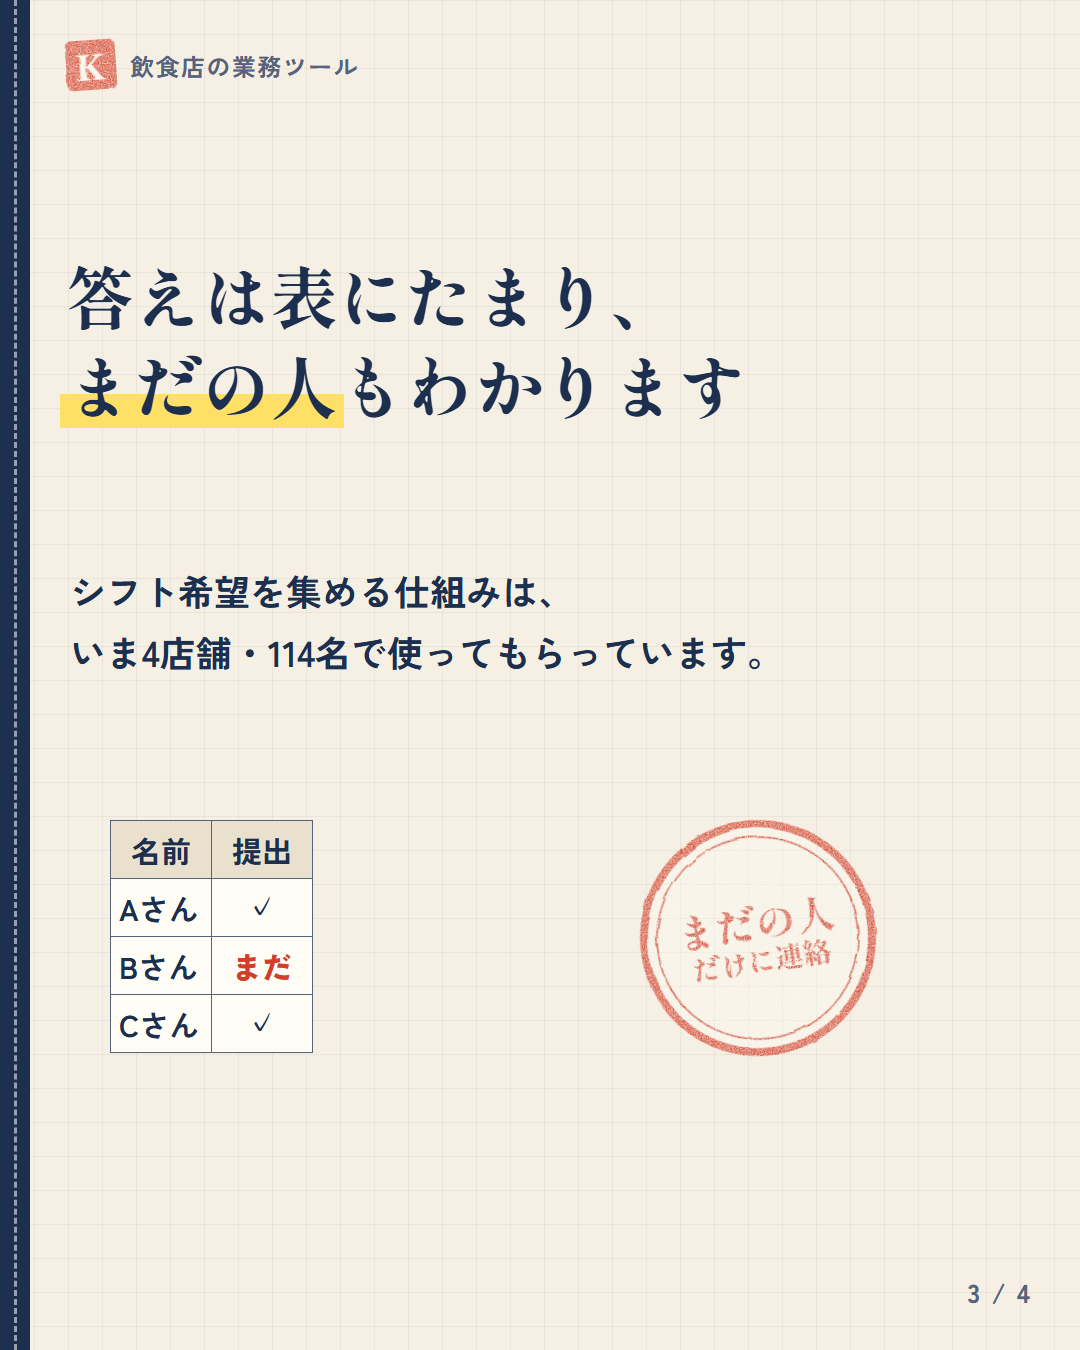 K 飲食店の業務ツール
答えは表にたまり、
まだの人もわかります
シフト希望を集める仕組みは、
いま4店舗・114名で使ってもらっています。
名前 提出
Aさん ✓
Bさん まだ
Cさん ✓
まだの人
だけに連絡
3 / 4